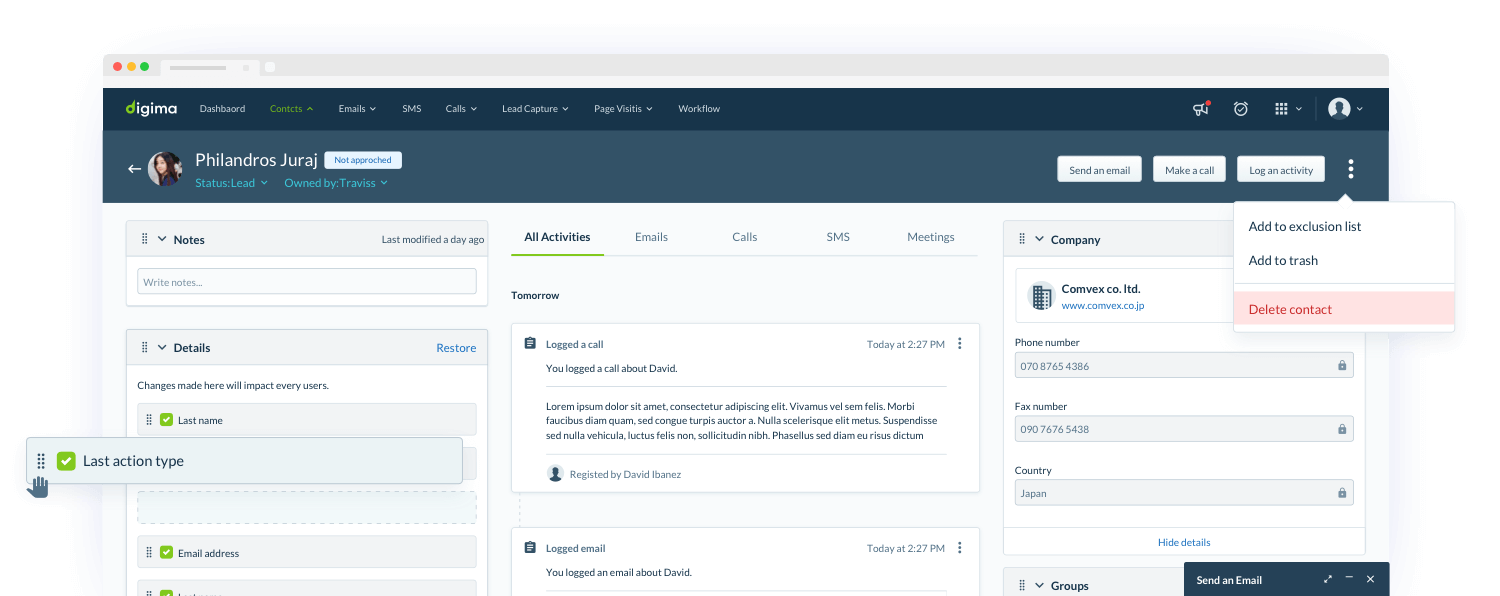 digima Dashbaord Contcts Emails SMS Calls Lead Capture Page Visitis Workflow
Philandros Juraj Not approched
Status:Lead Owned by:Traviss
Send an email Make a call Log an activity
Add to exclusion list
Add to trash
Delete contact
Notes Last modified a day ago
Write notes...
Details Restore
Changes made here will impact every users.
Last name
Last action type
Email address
All Activities Emails Calls SMS Meetings
Tomorrow
Logged a call Today at 2:27 PM
You logged a call about David.
Lorem ipsum dolor sit amet, consectetur adipiscing elit. Vivamus vel sem felis. Morbi
faucibus diam quam, sed congue turpis auctor a. Nulla scelerisque elit metus. Suspendisse
sed nulla vehicula, luctus felis non, sollicitudin nibh. Phasellus sed diam eu risus dictum
Registed by David Ibanez
Logged email Today at 2:27 PM
You logged an email about David.
Company
Comvex co. ltd.
www.comvex.co.jp
Phone number
070 8765 4386
Fax number
090 7676 5438
Country
Japan
Hide details
Groups
Send an Email